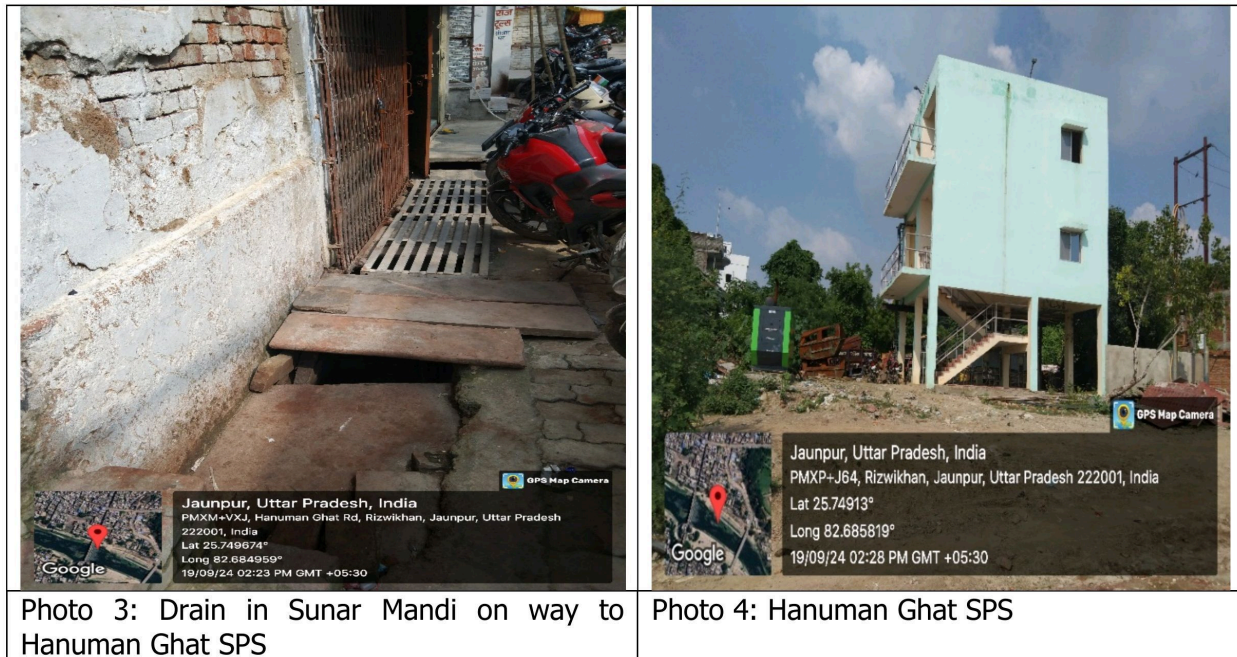 राज
टूल्स
GPS Map Camera
Jaunpur, Uttar Pradesh, India
PMXM+VXJ, Hanuman Ghat Rd, Rizwikhan, Jaunpur, Uttar Pradesh
222001, India
Lat 25.749674°
Long 82.684959°
19/09/24 02:23 PM GMT +05:30
Google
GPS Map Camera
Jaunpur, Uttar Pradesh, India
PMXP+J64, Rizwikhan, Jaunpur, Uttar Pradesh 222001, India
Lat 25.74913°
Long 82.685819°
19/09/24 02:28 PM GMT +05:30
Google
Photo 3: Drain in Sunar Mandi on way to
Hanuman Ghat SPS
Photo 4: Hanuman Ghat SPS